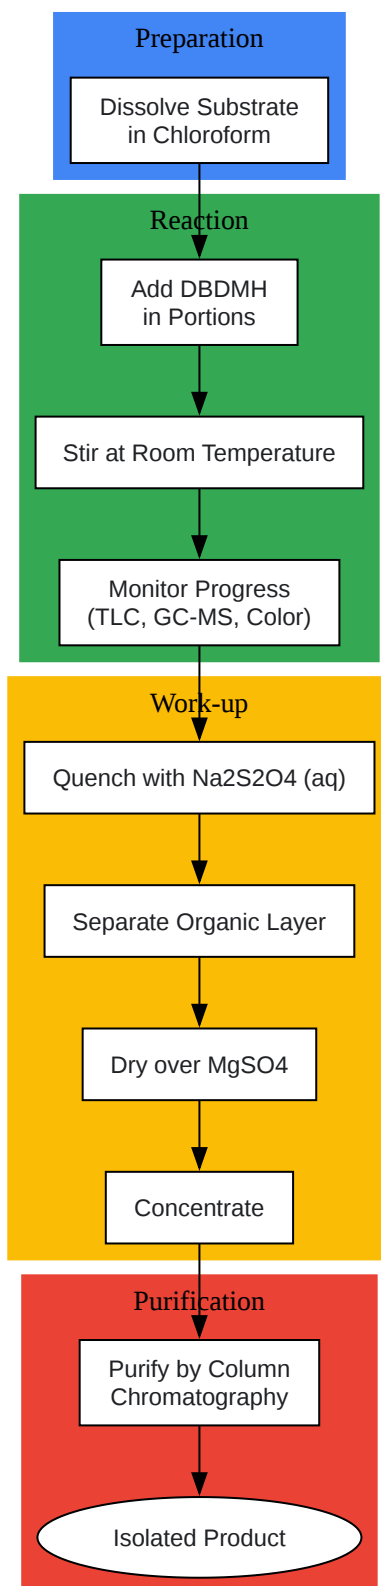 Preparation
Dissolve Substrate
in Chloroform
Reaction
Add DBDMH
in Portions
Stir at Room Temperature
Monitor Progress
(TLC, GC-MS, Color)
Work-up
Quench with Na2S2O4 (aq)
Separate Organic Layer
Dry over MgSO4
Concentrate
Purification
Purify by Column
Chromatography
Isolated Product